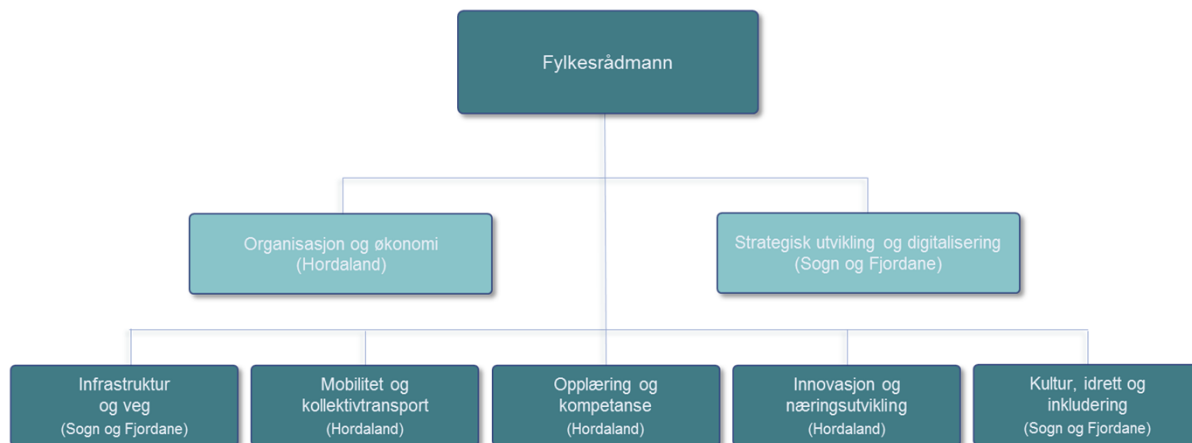 Fylkesrådmann
Organisasjon og økonomi
(Hordaland)
Strategisk utvikling og digitalisering
(Sogn og Fjordane)
Infrastruktur
og veg
(Sogn og Fjordane)
Mobilitet og
kollektivtransport
(Hordaland)
Opplæring og
kompetanse
(Hordaland)
Innovasjon og
næringsutvikling
(Hordaland)
Kultur, idrett og
inkludering
(Sogn og Fjordane)